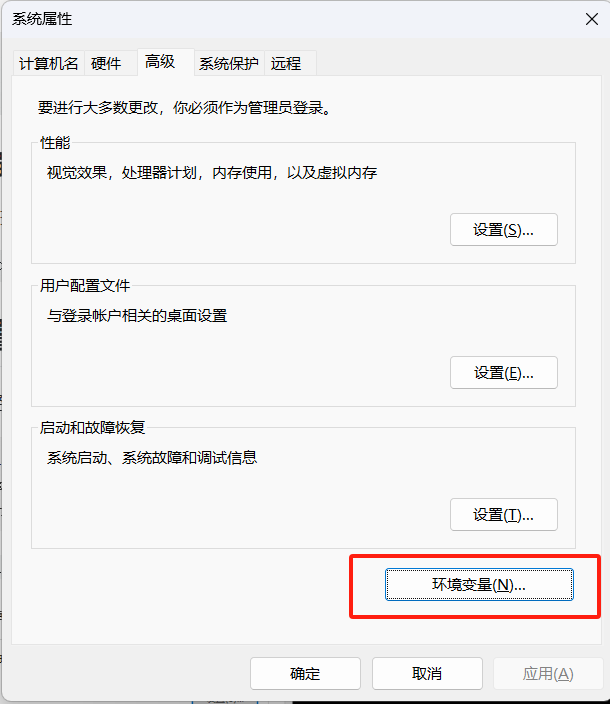 系统属性
计算机名 硬件 高级 系统保护 远程
要进行大多数更改，你必须作为管理员登录。
性能
视觉效果，处理器计划，内存使用，以及虚拟内存
设置(S)...
用户配置文件
与登录帐户相关的桌面设置
设置(E)...
启动和故障恢复
系统启动、系统故障和调试信息
设置(T)...
环境变量(N)...
确定 取消 应用(A)